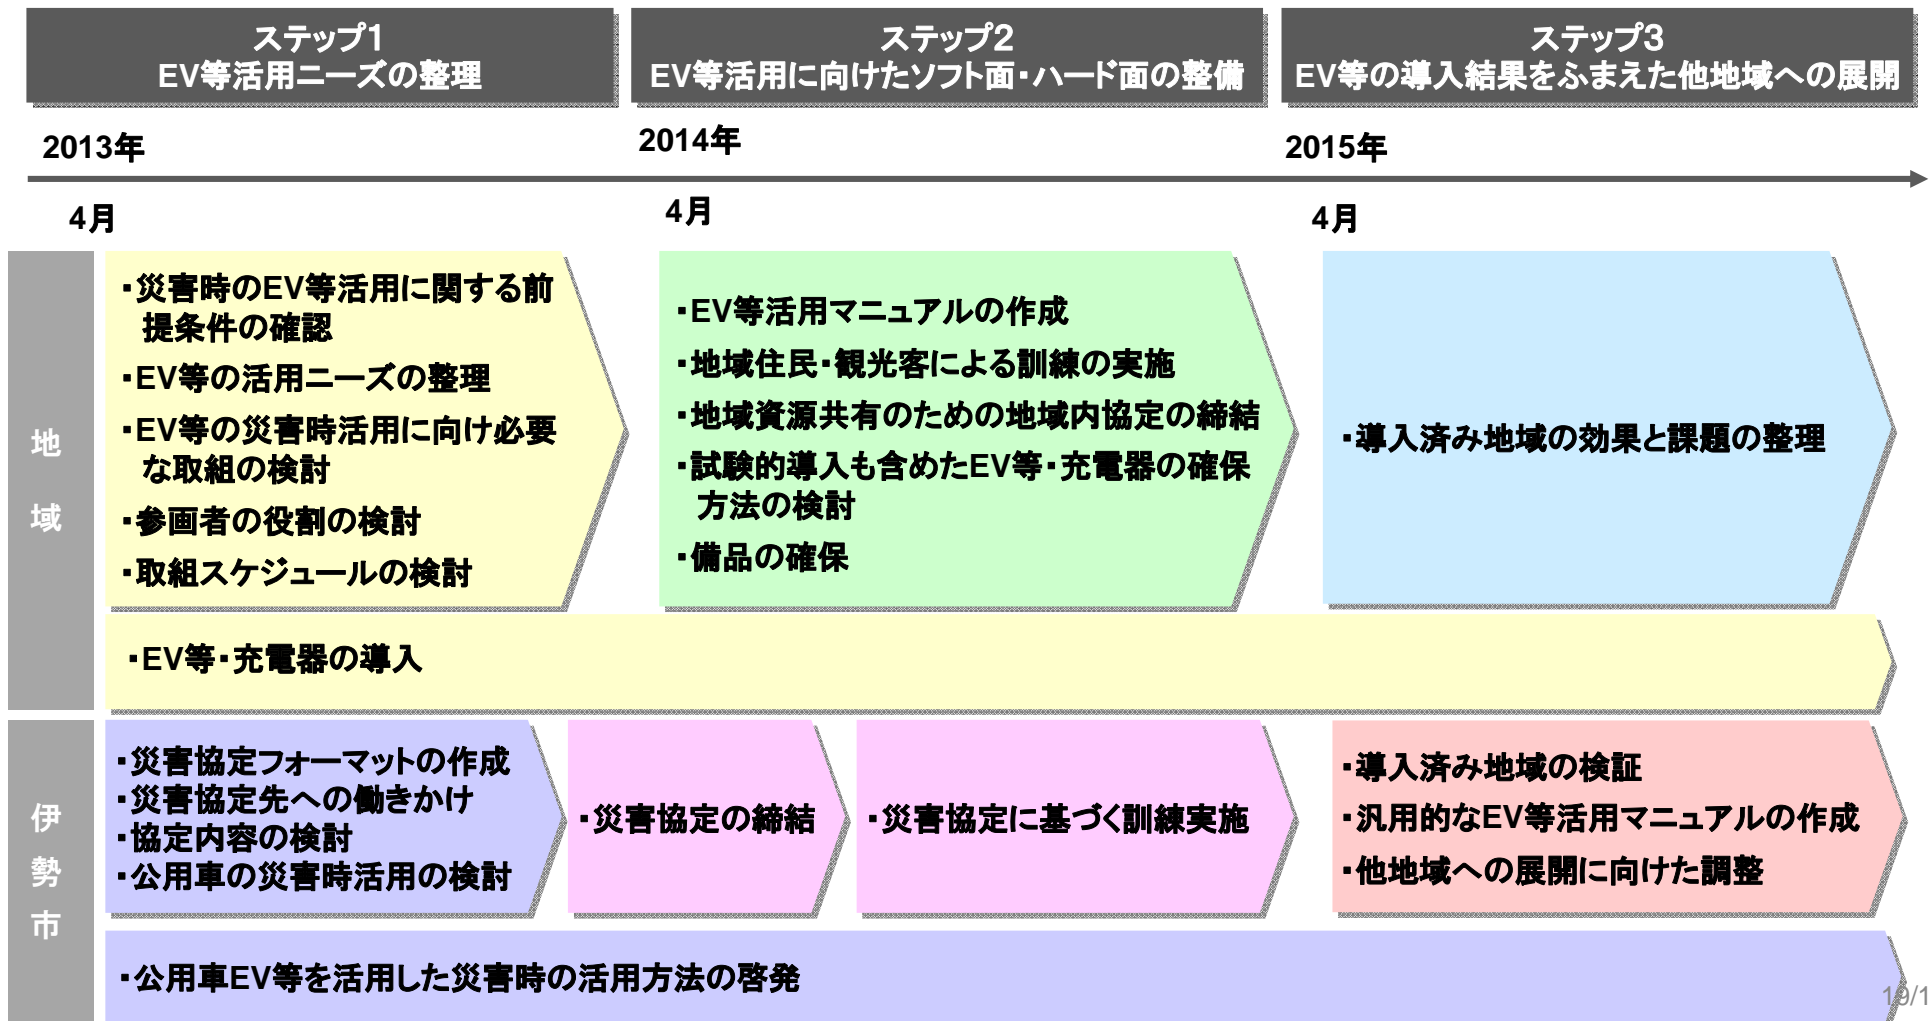 ステップ1
EV等活用ニーズの整理
ステップ2
EV等活用に向けたソフト面・ハード面の整備
ステップ3
EV等の導入結果をふまえた他地域への展開
2013年
2014年
2015年
4月
4月
4月
地域
・災害時のEV等活用に関する前
提条件の確認
・EV等の活用ニーズの整理
・EV等の災害時活用に向け必要
な取組の検討
・参画者の役割の検討
・取組スケジュールの検討
・EV等活用マニュアルの作成
・地域住民・観光客による訓練の実施
・地域資源共有のための地域内協定の締結
・試験的導入も含めたEV等・充電器の確保
方法の検討
・備品の確保
・導入済み地域の効果と課題の整理
・EV等・充電器の導入
伊勢市
・災害協定フォーマットの作成
・災害協定先への働きかけ
・協定内容の検討
・公用車の災害時活用の検討
・災害協定の締結
・災害協定に基づく訓練実施
・導入済み地域の検証
・汎用的なEV等活用マニュアルの作成
・他地域への展開に向けた調整
・公用車EV等を活用した災害時の活用方法の啓発
19/1